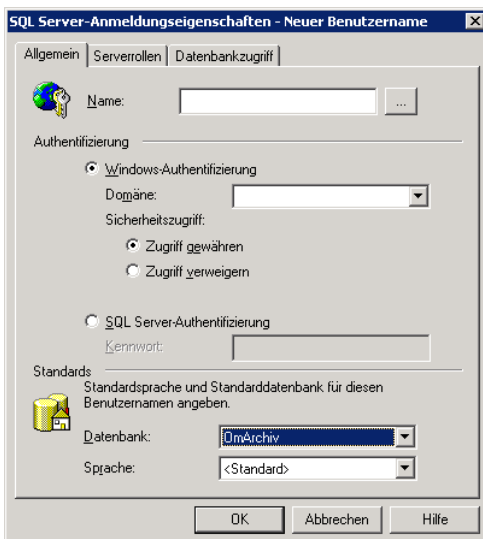 SQL Server-Anmeldungseigenschaften - Neuer Benutzername
Allgemein Serverrollen Datenbankzugriff
Name: ...
Authentifizierung
Windows-Authentifizierung
Domäne:
Sicherheitszugriff:
Zugriff gewähren
Zugriff verweigern
SQL Server-Authentifizierung
Kennwort:
Standards
Standardsprache und Standarddatenbank für diesen
Benutzernamen angeben.
Datenbank: OmArchiv
Sprache: <Standard>
OK Abbrechen Hilfe